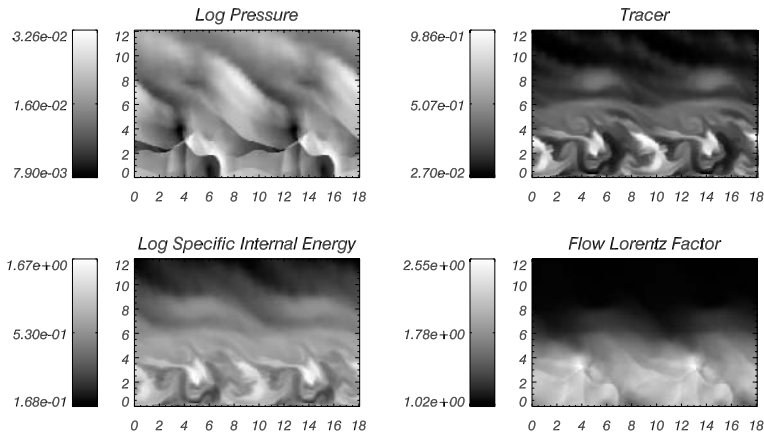 Log Pressure
3.26e-02
1.60e-02
7.90e-03
12
10
8
6
4
2
0
0 2 4 6 8 10 12 14 16 18
Tracer
9.86e-01
5.07e-01
2.70e-02
12
10
8
6
4
2
0
0 2 4 6 8 10 12 14 16 18
Log Specific Internal Energy
1.67e+00
5.30e-01
1.68e-01
12
10
8
6
4
2
0
0 2 4 6 8 10 12 14 16 18
Flow Lorentz Factor
2.55e+00
1.78e+00
1.02e+00
12
10
8
6
4
2
0
0 2 4 6 8 10 12 14 16 18